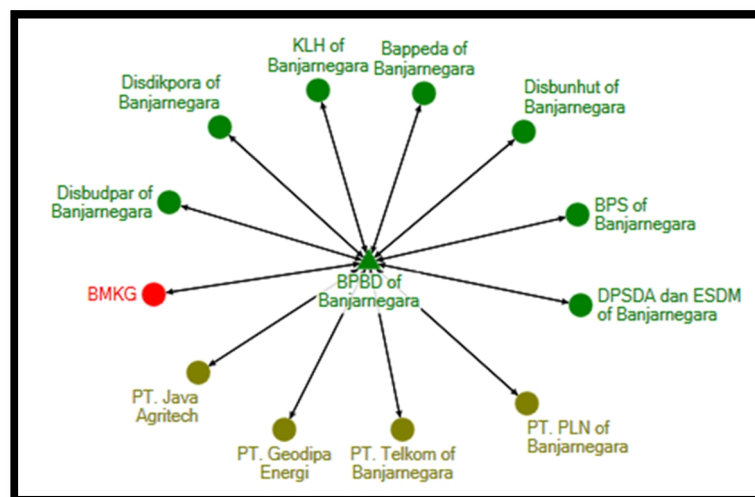 KLH of
Banjarnegara
Bappeda of
Banjarnegara
Disdikpora of
Banjarnegara
Disbunhut of
Banjarnegara
Disbudpar of
Banjarnegara
BPS of
Banjarnegara
BMKG
BPBD of
Banjarnegara
DPSDA dan ESDM
of Banjarnegara
PT. Java
Agritech
PT. Geodipa
Energi
PT. Telkom of
Banjarnegara
PT. PLN of
Banjarnegara